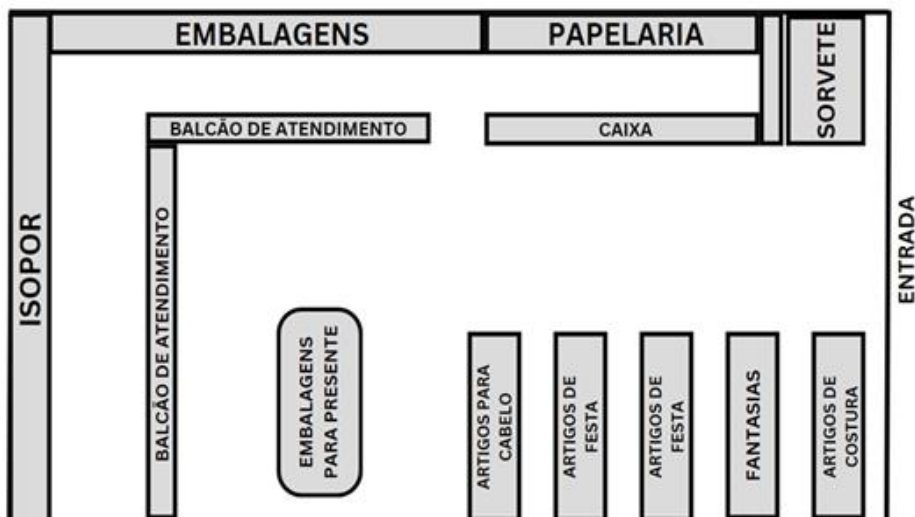 EMBALAGENS
PAPELARIA
SORVETE
BALCÃO DE ATENDIMENTO
CAIXA
ISOPOR
BALCÃO DE ATENDIMENTO
ENTRADA
EMBALAGENS
PARA PRESENTE
ARTIGOS PARA
CABELO
ARTIGOS DE
FESTA
ARTIGOS DE
FESTA
FANTASIAS
ARTIGOS DE
COSTURA